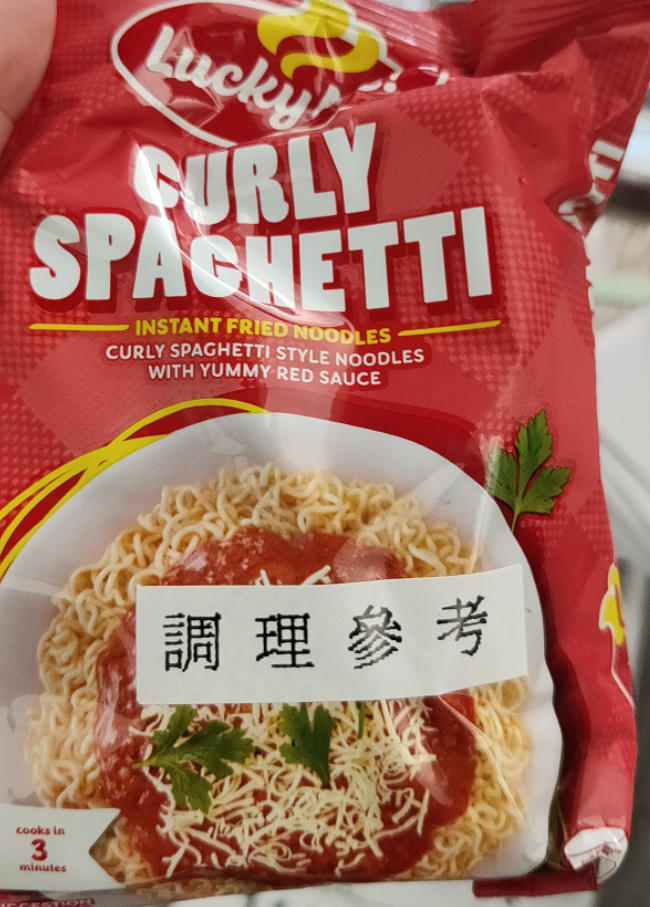 Lucky
CURLY
SPAGHETTI
INSTANT FRIED NOODLES
CURLY SPAGHETTI STYLE NOODLES
WITH YUMMY RED SAUCE
調理參考
cooks in
3
minutes